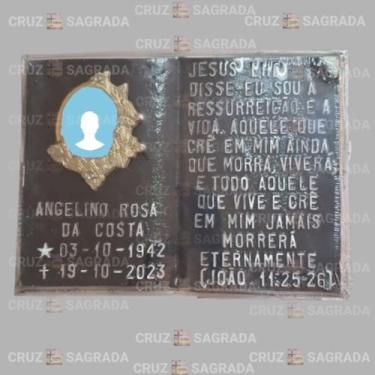 ANGELINO ROSA
DA COSTA
★ 03-10-1942
+ 19-10-2023
JESUS
DISSE-EU SOU A
RESSURREIÇÃO E A
VIDA. AQUELE QUE
CRÊ EM MIM AINDA
QUE MORRA, VIVERÁ
E TODO AQUELE
QUE VIVE E CRÊ
EM MIM JAMAIS
MORRERÁ
ETERNAMENTE
(JOÃO 11:25-26)
CRUZ SAGRADA